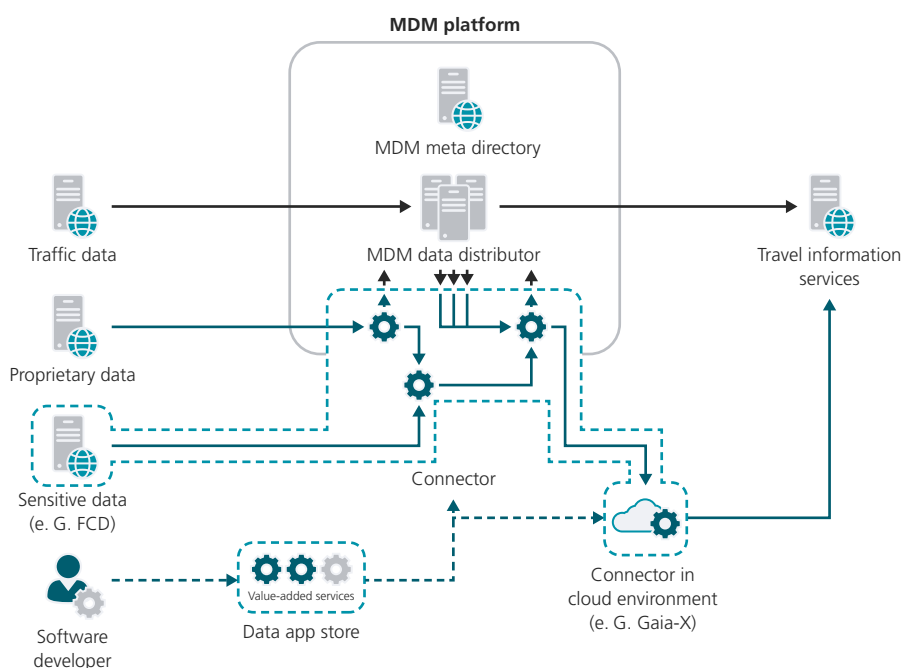 MDM platform
MDM meta directory
Traffic data
MDM data distributor
Travel information
services
Proprietary data
Sensitive data
(e. G. FCD)
Connector
Value-added services
Data app store
Connector in
cloud environment
(e. G. Gaia-X)
Software
developer